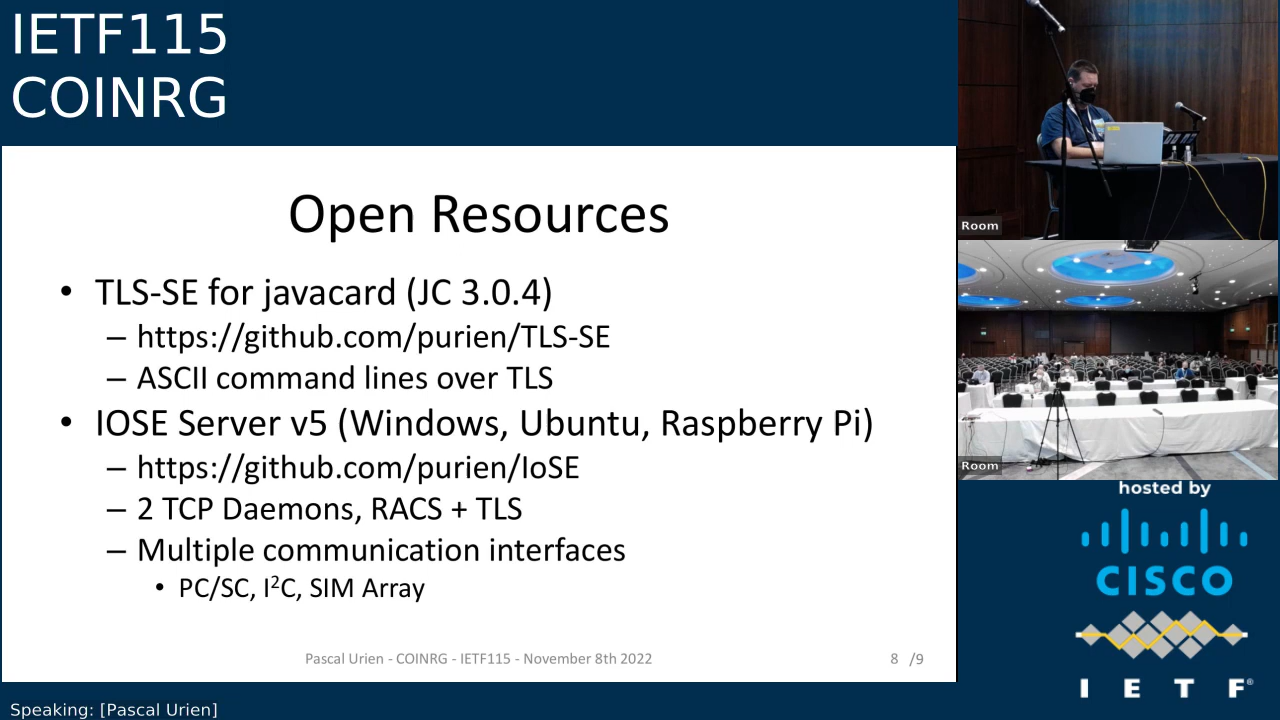 IETF115
COINRG
Open Resources
• TLS-SE for javacard (JC 3.0.4)
– https://github.com/purien/TLS-SE
– ASCII command lines over TLS
• IOSE Server v5 (Windows, Ubuntu, Raspberry Pi)
– https://github.com/purien/IoSE
– 2 TCP Daemons, RACS + TLS
– Multiple communication interfaces
• PC/SC, I²C, SIM Array
Pascal Urien - COINRG - IETF115 - November 8th 2022
8 /9
Speaking: [Pascal Urien]
Room
Room
hosted by
CISCO
I E T F®